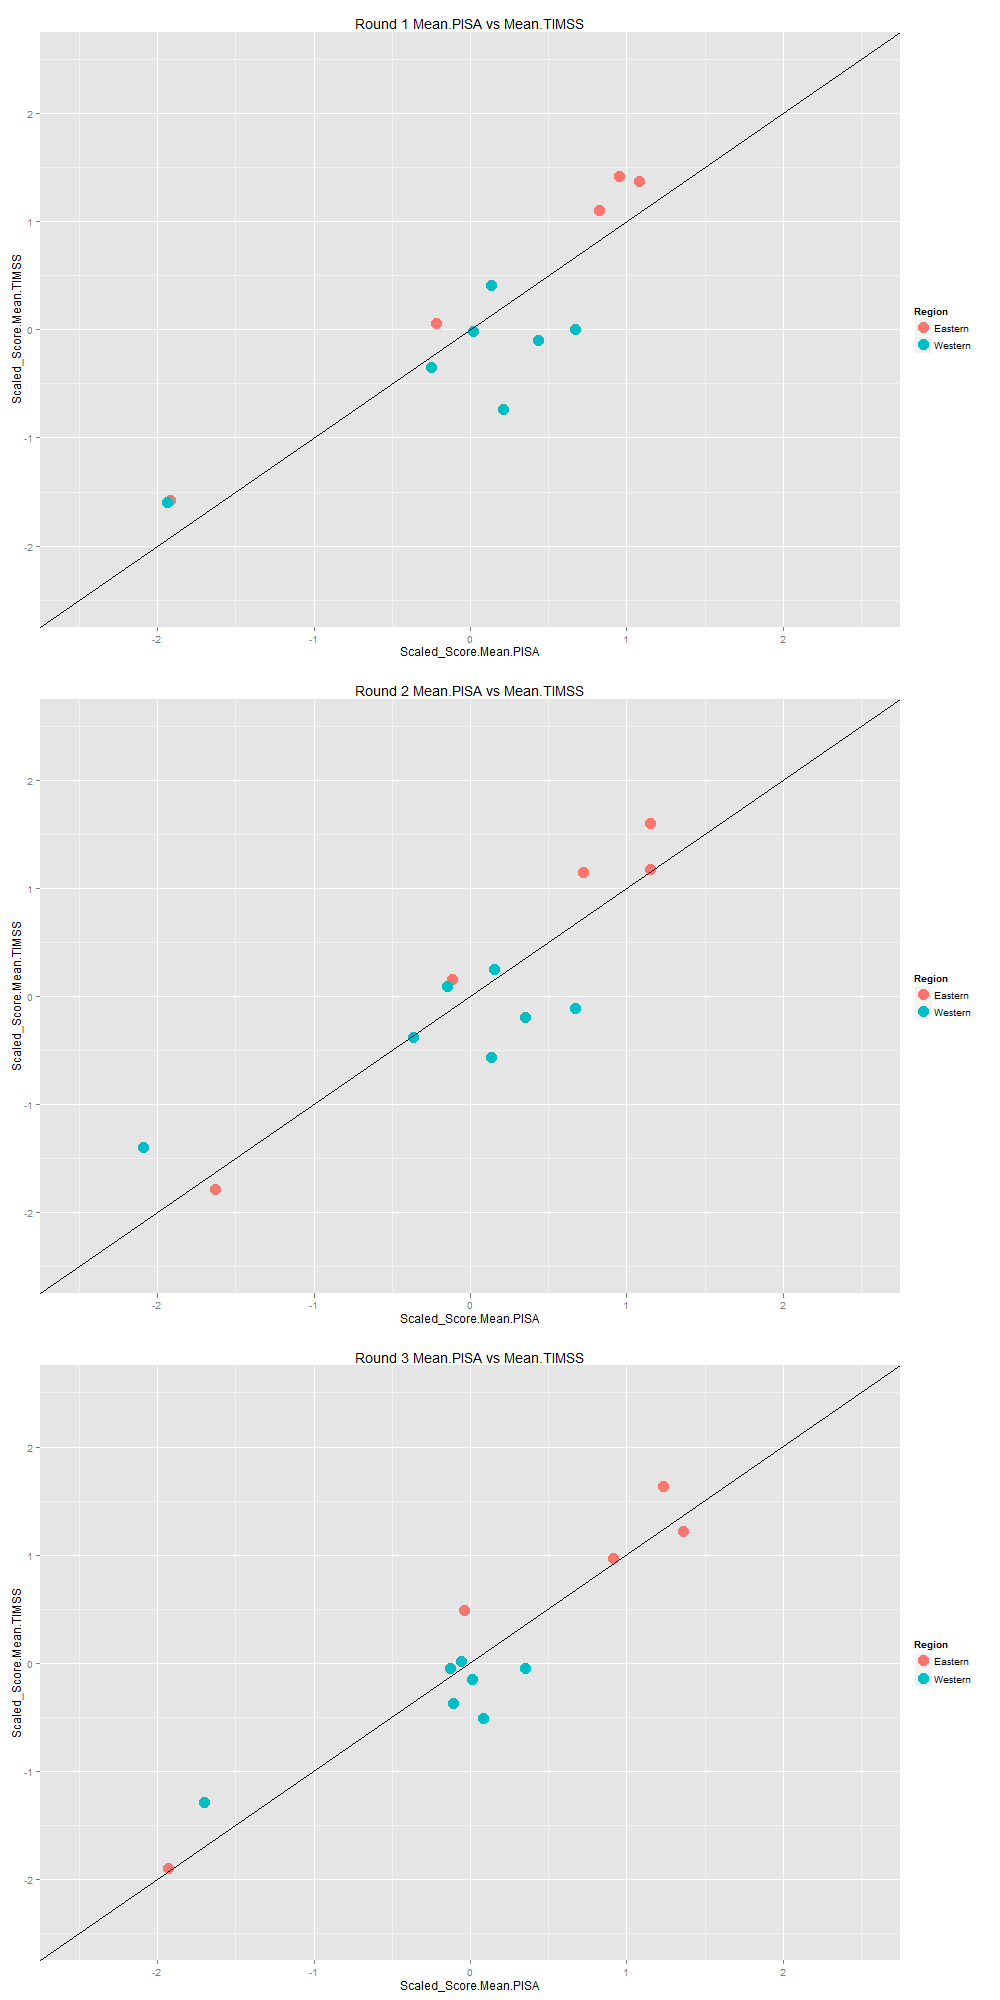 Round 1 Mean.PISA vs Mean.TIMSS
Scaled_Score.Mean.TIMSS
2
1
0
-1
-2
-2 -1 0 1 2
Scaled_Score.Mean.PISA
Region
Eastern
Western
Round 2 Mean.PISA vs Mean.TIMSS
Scaled_Score.Mean.TIMSS
2
1
0
-1
-2
-2 -1 0 1 2
Scaled_Score.Mean.PISA
Region
Eastern
Western
Round 3 Mean.PISA vs Mean.TIMSS
Scaled_Score.Mean.TIMSS
2
1
0
-1
-2
-2 -1 0 1 2
Scaled_Score.Mean.PISA
Region
Eastern
Western